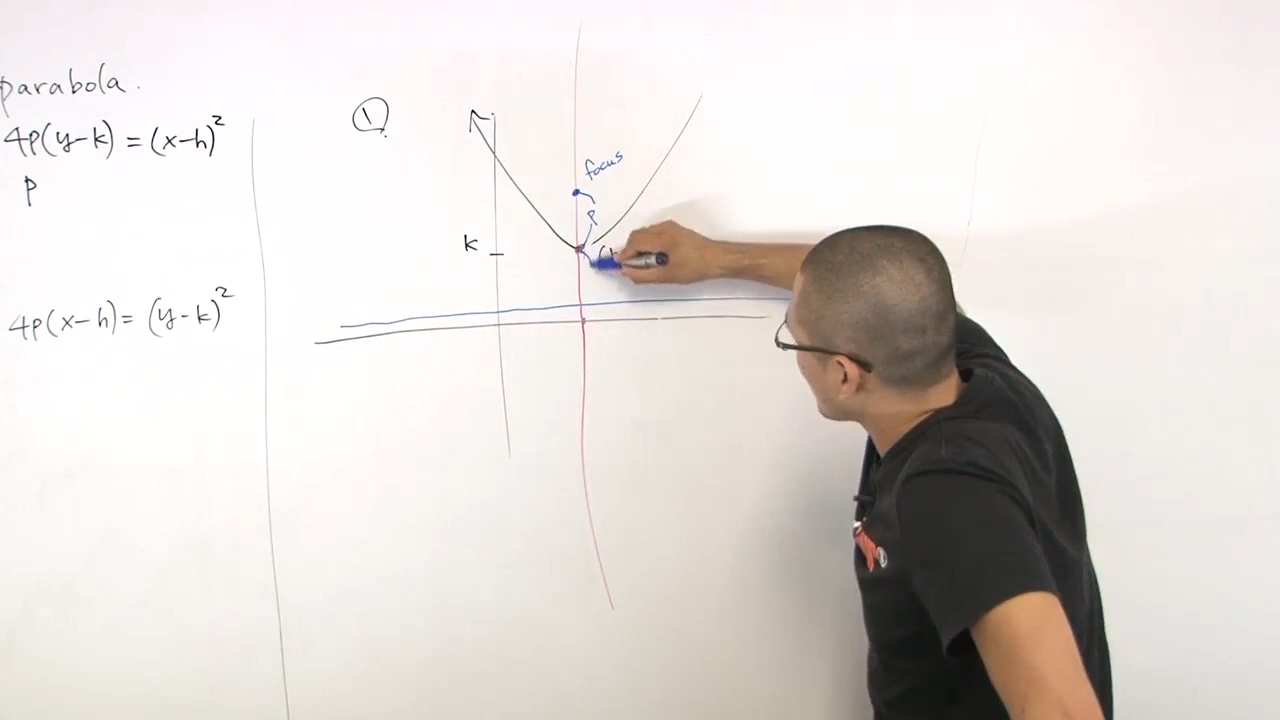 parabola.
4p(y-k) = (x-h)²
p
4p(x-h) = (y-k)²
①
focus
p
k